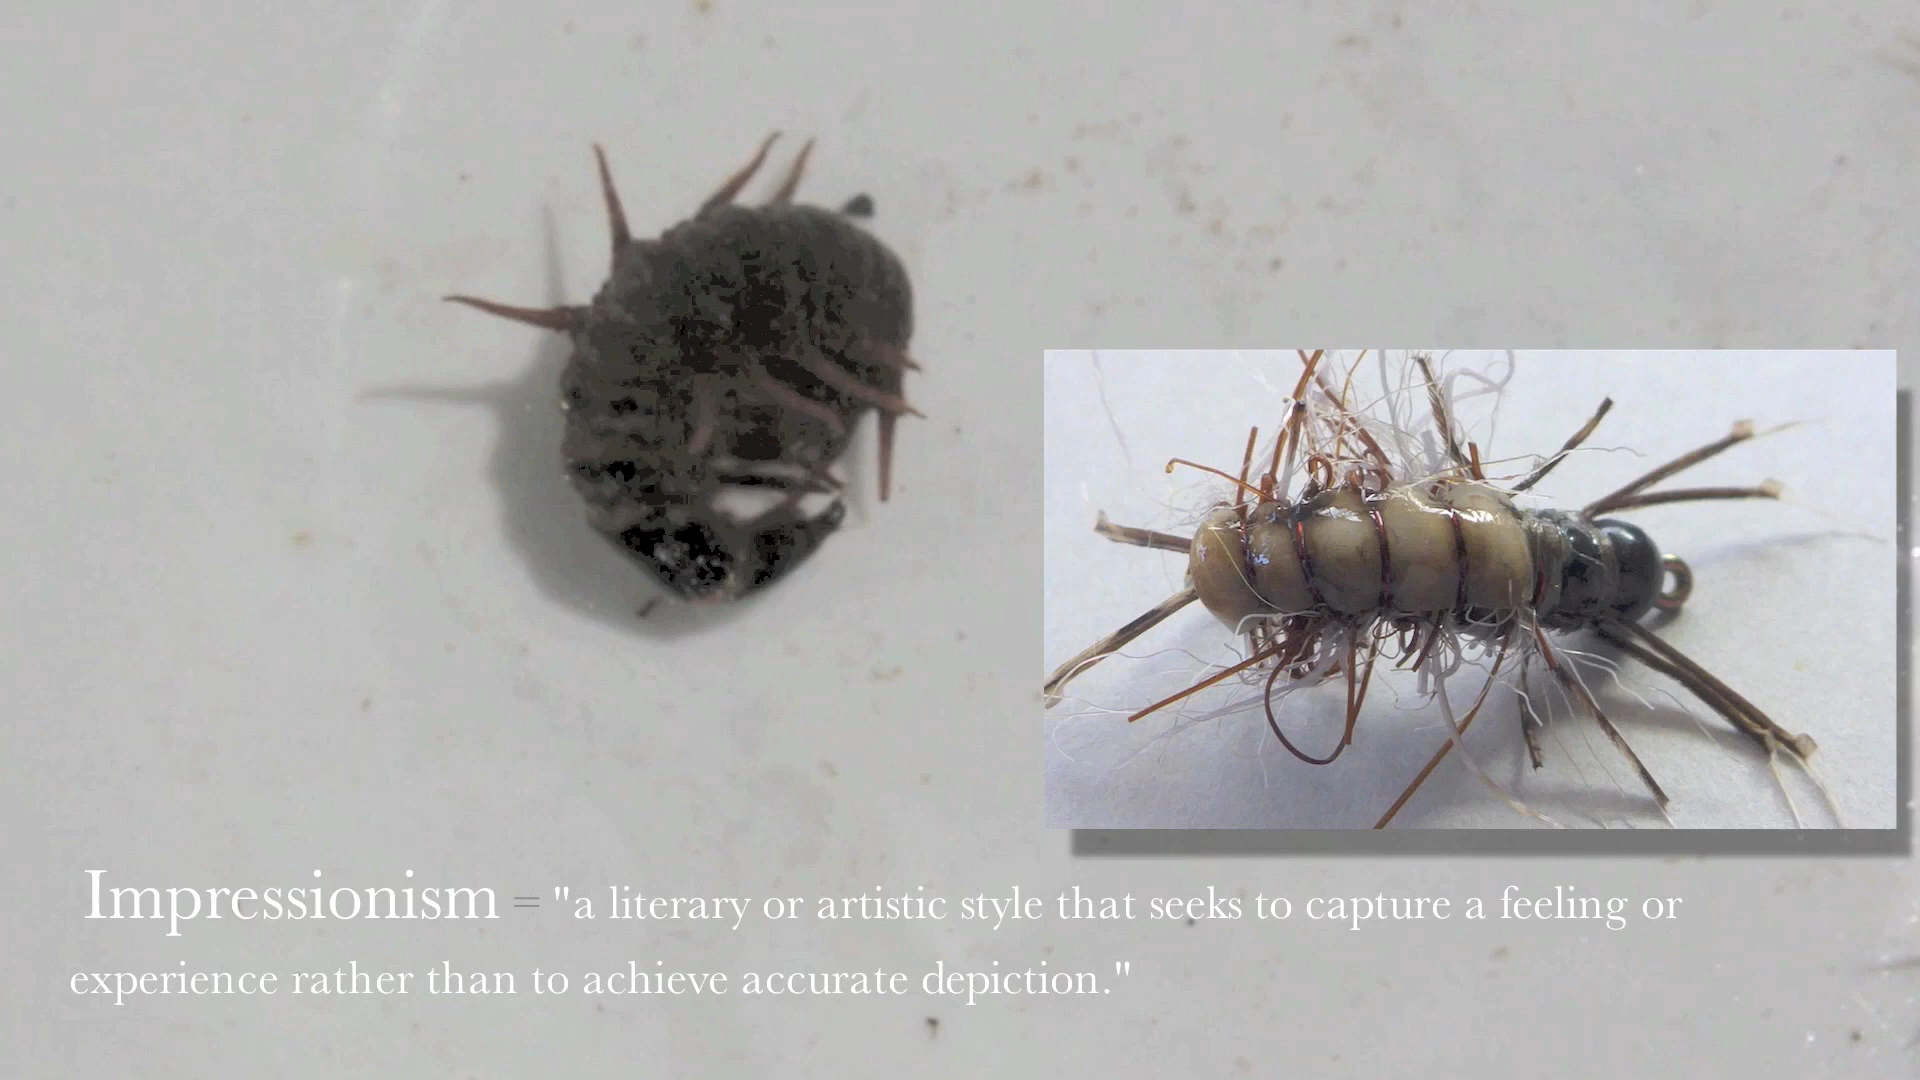 Impressionism = "a literary or artistic style that seeks to capture a feeling or
experience rather than to achieve accurate depiction."